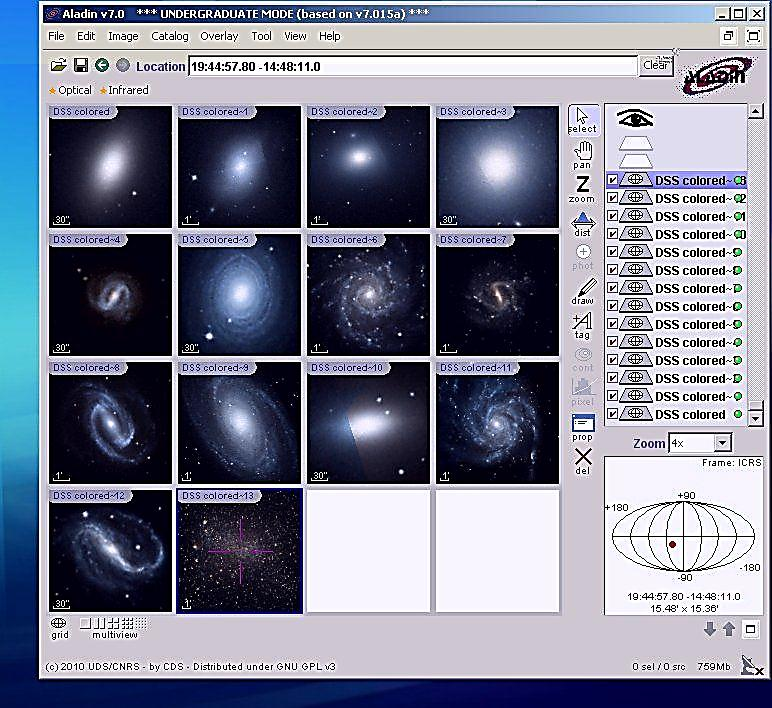 Aladin v7.0 *** UNDERGRADUATE MODE (based on v7.015a) ***
File Edit Image Catalog Overlay Tool View Help
Location 19:44:57.80 -14:48:11.0 Clear
Aladin
Optical Infrared
DSS colored DSS colored~1 DSS colored~2 DSS colored~3
30" 1' 1' 30"
DSS colored~4 DSS colored~5 DSS colored~6 DSS colored~7
30" 30" 1' 1'
DSS colored~8 DSS colored~9 DSS colored~10 DSS colored~11
1' 1' 30" 1'
DSS colored~12 DSS colored~13
30" 1'
grid multiview
select
pan
zoom
dist
phot
draw
tag
cont
pixel
prop
del
DSS colored~
DSS colored~
DSS colored~
DSS colored~
DSS colored~
DSS colored~
DSS colored~
DSS colored~
DSS colored~
DSS colored~
DSS colored~
DSS colored~
DSS colored~
DSS colored
Zoom 4x
Frame: ICRS
+90
+180
-180
-90
19:44:57.80 -14:48:11.0
15.48' x 15.36'
(c) 2010 UDS/CNRS - by CDS - Distributed under GNU GPL v3 0 sel / 0 src 759Mb